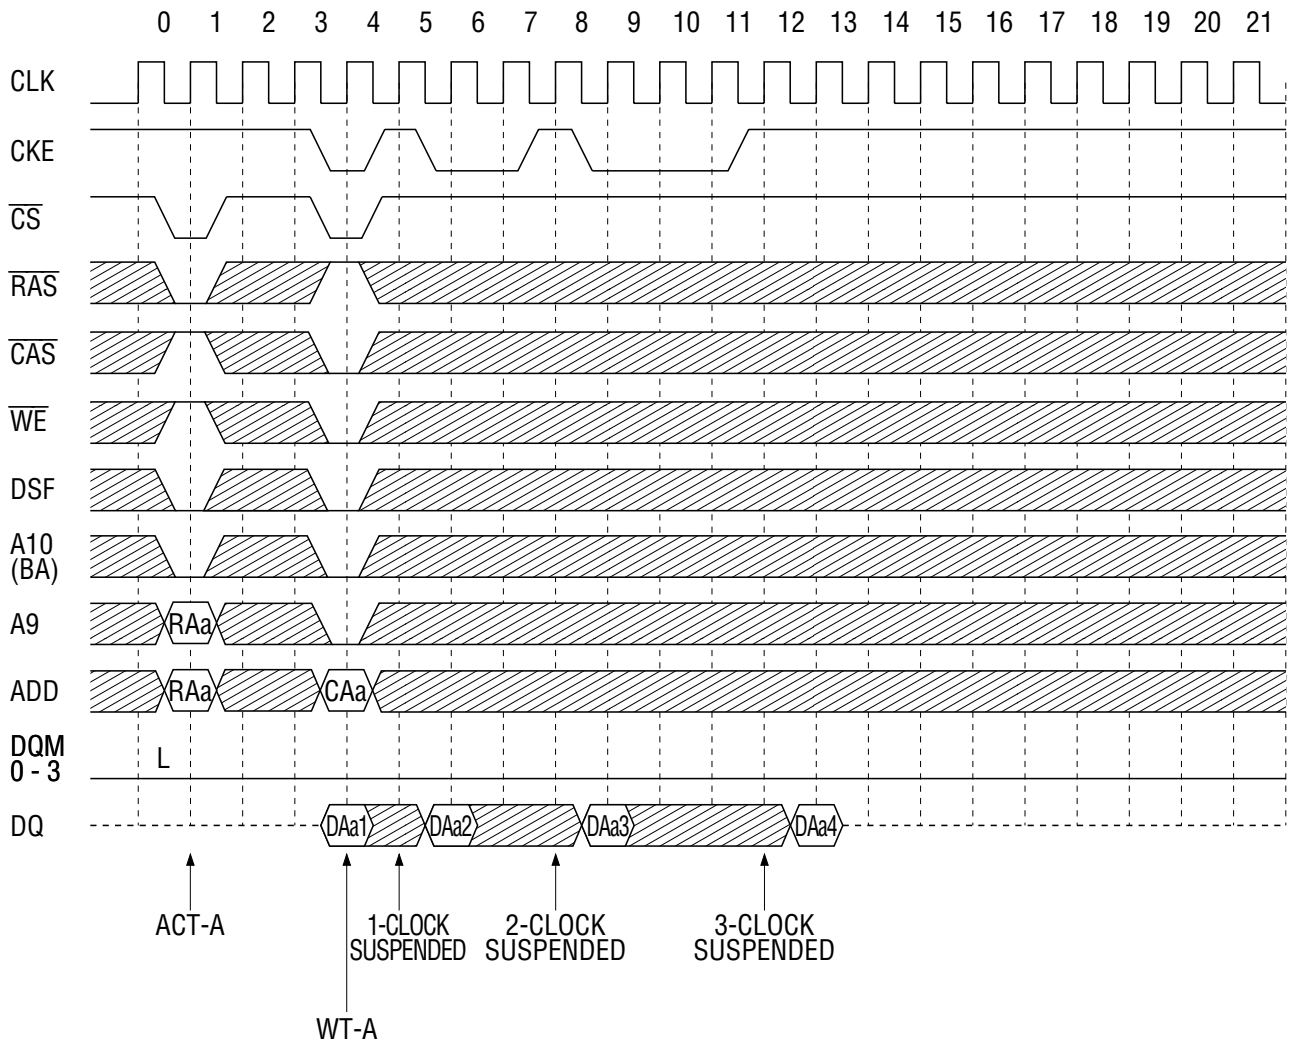 0 1 2 3 4 5 6 7 8 9 10 11 12 13 14 15 16 17 18 19 20 21
CLK
CKE
CS
RAS
CAS
WE
DSF
A10
(BA)
A9 RAa
ADD RAa CAa
DQM
0 - 3 L
DQ DAa1 DAa2 DAa3 DAa4
ACT-A 1-CLOCK 2-CLOCK 3-CLOCK
SUSPENDED SUSPENDED SUSPENDED
WT-A